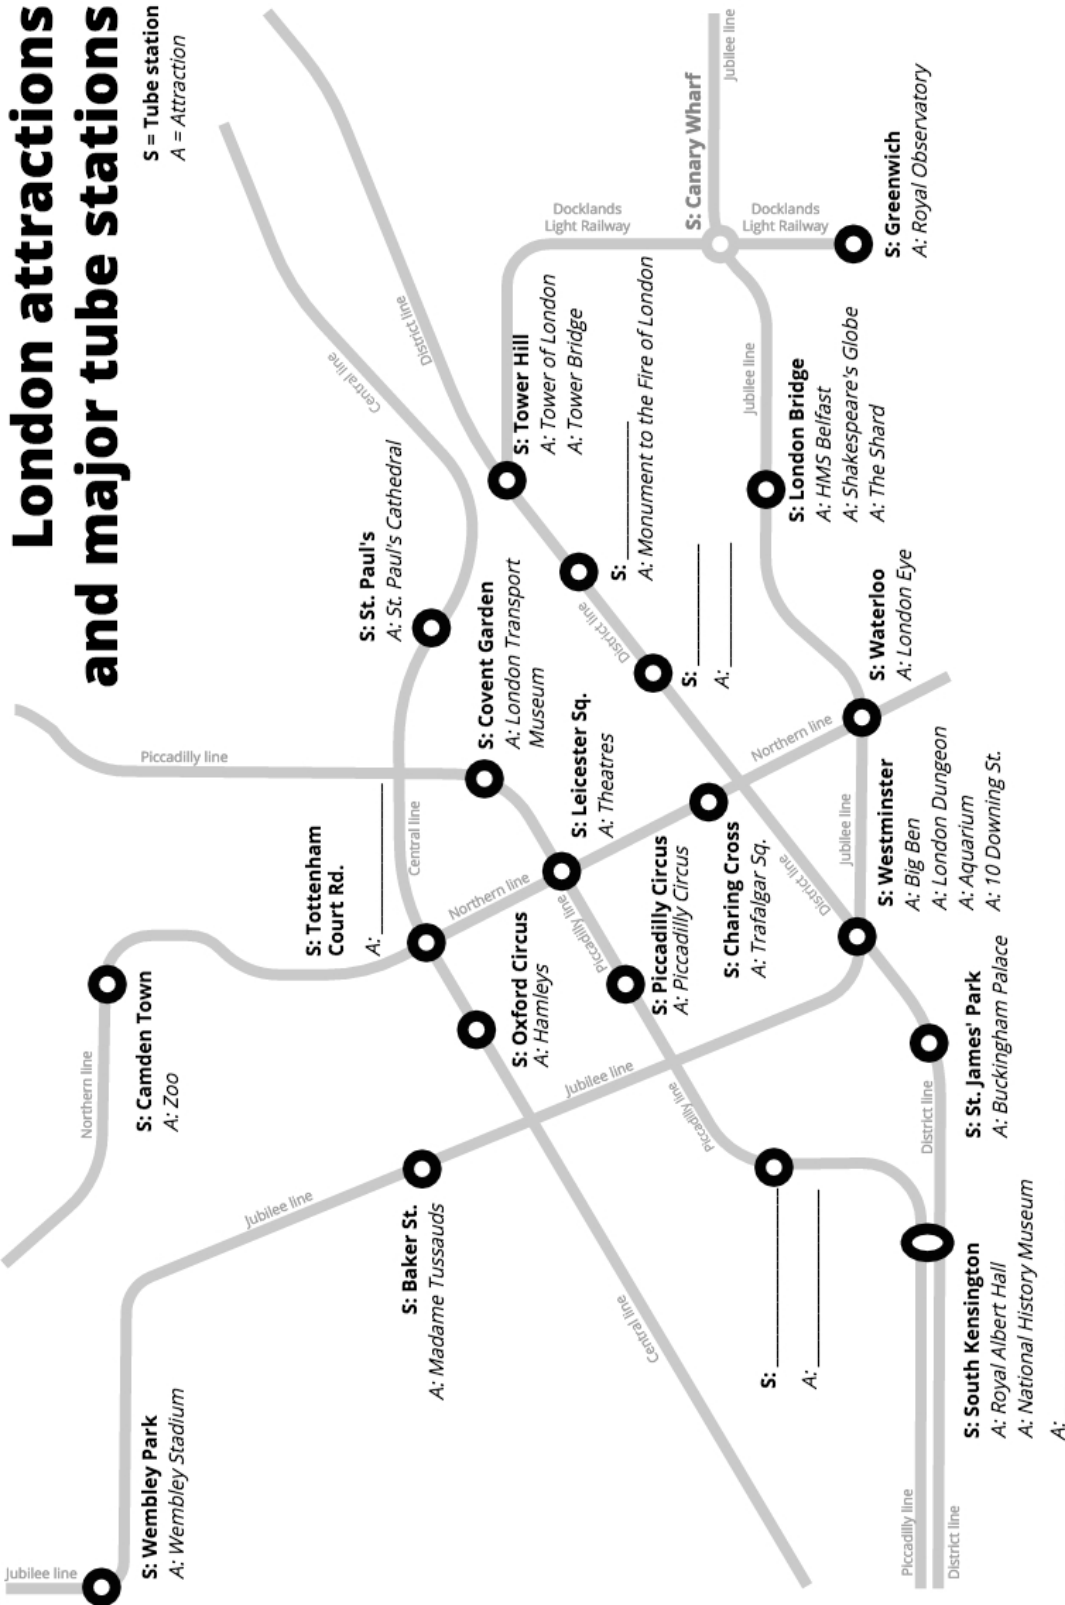 London attractions
and major tube stations
S = Tube station
A = Attraction
Jubilee line
S: Wembley Park
A: Wembley Stadium
Northern line
S: Camden Town
A: Zoo
Jubilee line
S: Baker St.
A: Madame Tussauds
Piccadilly line
S: Tottenham
Court Rd.
A: ____________
Central line
S: St. Paul's
A: St. Paul's Cathedral
Central line
District line
Northern line
S: Covent Garden
A: London Transport
Museum
S: Oxford Circus
A: Hamleys
S: Leicester Sq.
A: Theatres
Piccadilly line
S: Tower Hill
A: Tower of London
A: Tower Bridge
Docklands
Light Railway
S: Canary Wharf
Jubilee line
Docklands
Light Railway
S: Greenwich
A: Royal Observatory
District line
S: __________
A: Monument to the Fire of London
S: __________
A: __________
Jubilee line
S: Piccadilly Circus
A: Piccadilly Circus
Jubilee line
Piccadilly line
S: Charing Cross
A: Trafalgar Sq.
Northern line
S: London Bridge
A: HMS Belfast
A: Shakespeare's Globe
A: The Shard
District line
Jubilee line
S: Waterloo
A: London Eye
S: Westminster
A: Big Ben
A: London Dungeon
A: Aquarium
A: 10 Downing St.
Central line
S: ____________
A: ____________
District line
S: St. James' Park
A: Buckingham Palace
S: South Kensington
A: Royal Albert Hall
A: National History Museum
A:
Piccadilly line
District line